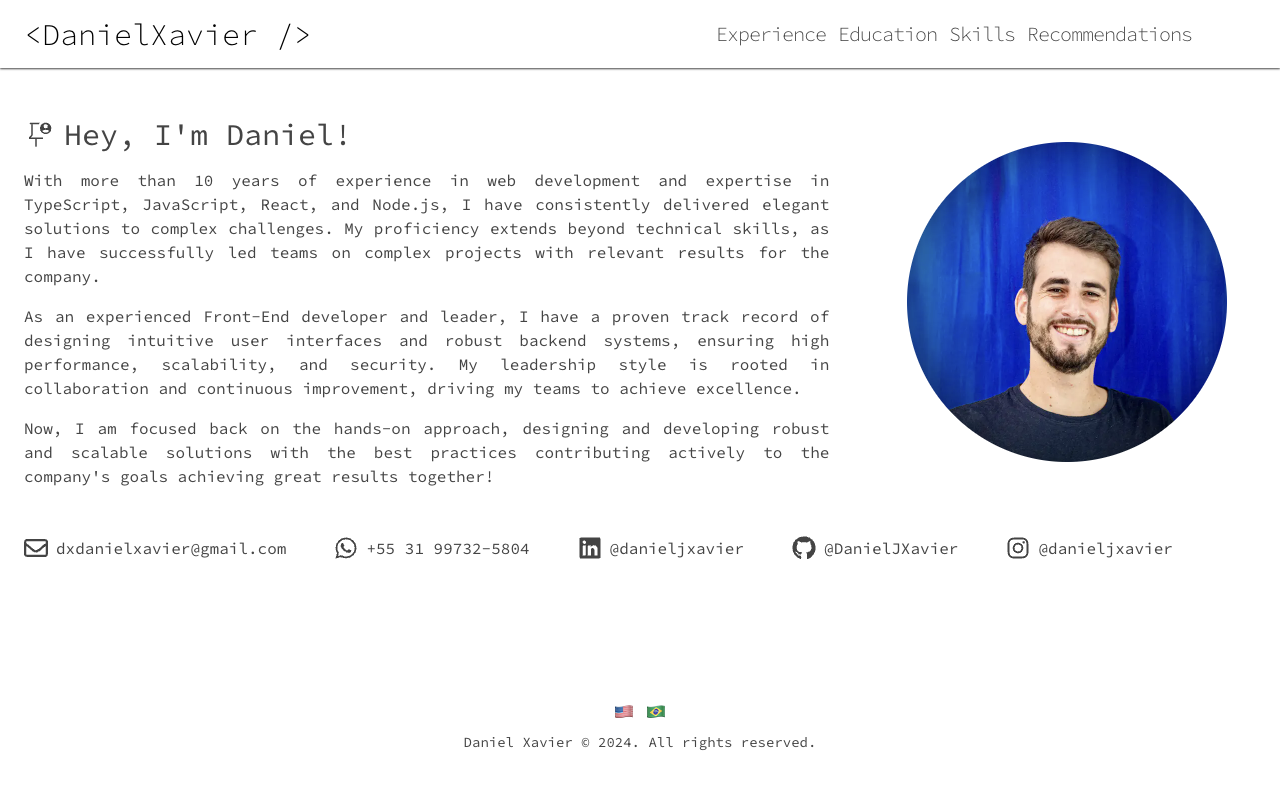 <DanielXavier />
Experience Education Skills Recommendations
Hey, I'm Daniel!
With more than 10 years of experience in web development and expertise in
TypeScript, JavaScript, React, and Node.js, I have consistently delivered elegant
solutions to complex challenges. My proficiency extends beyond technical skills, as
I have successfully led teams on complex projects with relevant results for the
company.
As an experienced Front-End developer and leader, I have a proven track record of
designing intuitive user interfaces and robust backend systems, ensuring high
performance, scalability, and security. My leadership style is rooted in
collaboration and continuous improvement, driving my teams to achieve excellence.
Now, I am focused back on the hands-on approach, designing and developing robust
and scalable solutions with the best practices contributing actively to the
company's goals achieving great results together!
dxdanielxavier@gmail.com +55 31 99732-5804 @danieljxavier @DanielJXavier @danieljxavier
Daniel Xavier © 2024. All rights reserved.